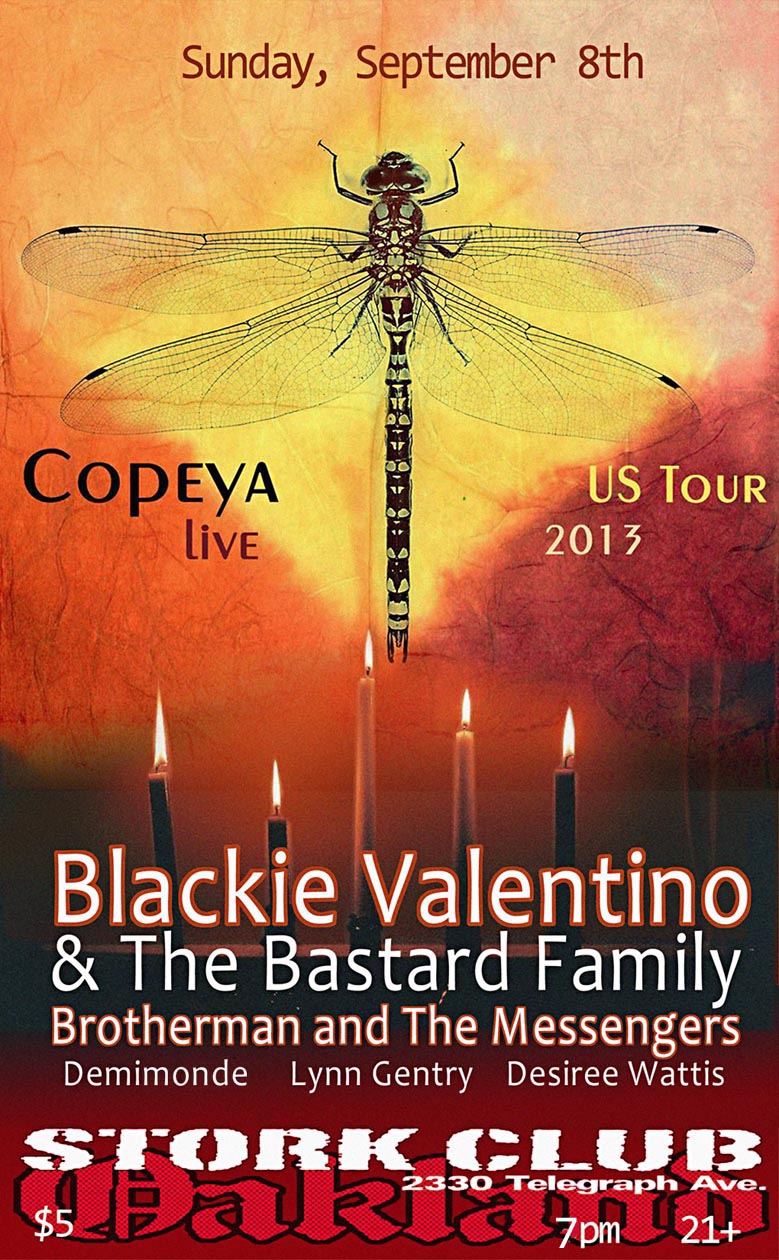 Sunday, September 8th
Copeya
live
US Tour
2013
Blackie Valentino
& The Bastard Family
Brotherman and The Messengers
Demimonde Lynn Gentry Desiree Wattis
STORK CLUB
Oakland
2330 Telegraph Ave.
$5 7pm 21+